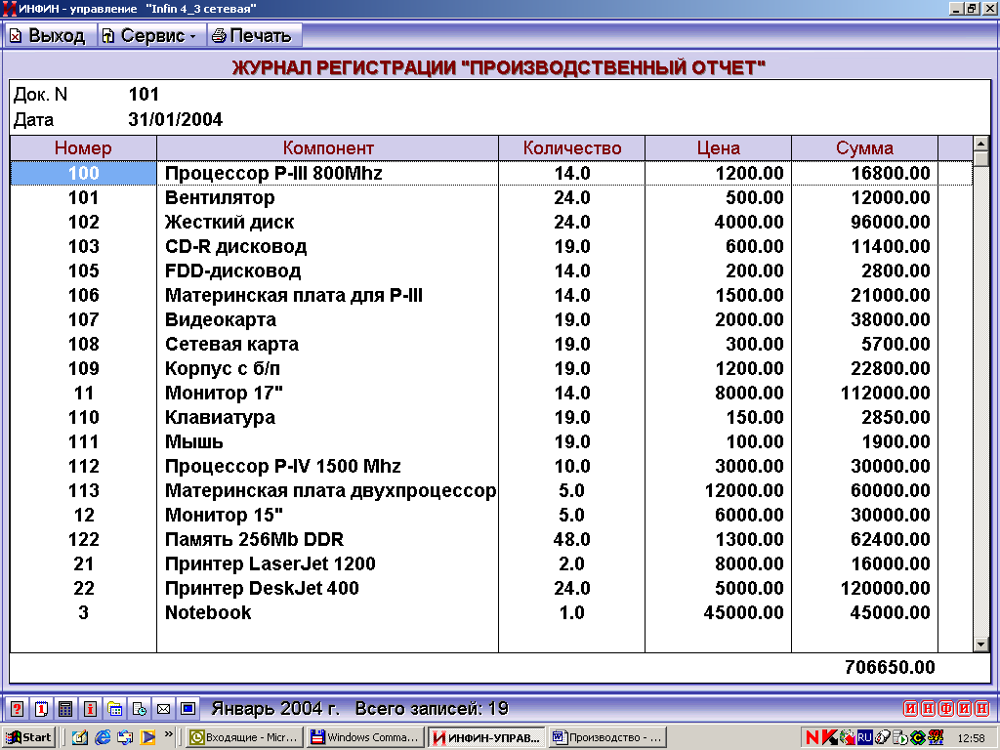 ИНФИН - управление "Infin 4_3 сетевая"
Выход Сервис Печать
ЖУРНАЛ РЕГИСТРАЦИИ "ПРОИЗВОДСТВЕННЫЙ ОТЧЕТ"
Док. N 101
Дата 31/01/2004
Номер Компонент Количество Цена Сумма
100 Процессор P-III 800Mhz 14.0 1200.00 16800.00
101 Вентилятор 24.0 500.00 12000.00
102 Жесткий диск 24.0 4000.00 96000.00
103 CD-R дисковод 19.0 600.00 11400.00
105 FDD-дисковод 14.0 200.00 2800.00
106 Материнская плата для P-III 14.0 1500.00 21000.00
107 Видеокарта 19.0 2000.00 38000.00
108 Сетевая карта 19.0 300.00 5700.00
109 Корпус с б/п 19.0 1200.00 22800.00
11 Монитор 17" 14.0 8000.00 112000.00
110 Клавиатура 19.0 150.00 2850.00
111 Мышь 19.0 100.00 1900.00
112 Процессор P-IV 1500 Mhz 10.0 3000.00 30000.00
113 Материнская плата двухпроцессор 5.0 12000.00 60000.00
12 Монитор 15" 5.0 6000.00 30000.00
122 Память 256Mb DDR 48.0 1300.00 62400.00
21 Принтер LaserJet 1200 2.0 8000.00 16000.00
22 Принтер DeskJet 400 24.0 5000.00 120000.00
3 Notebook 1.0 45000.00 45000.00
706650.00
Январь 2004 г. Всего записей: 19 ИНФИН
Start Входящие - Micr... Windows Comma... ИНФИН-УПРАВ... Производство - ... RU 12:58